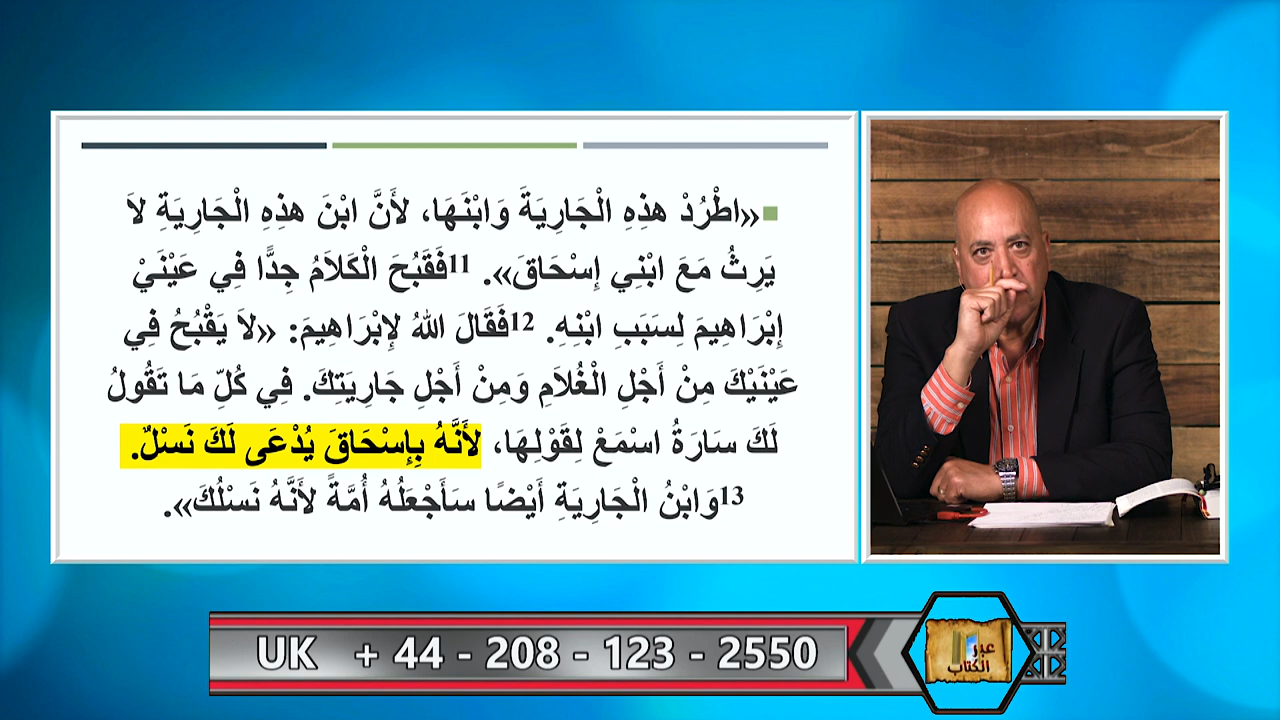 «اطْرُدْ هذِهِ الْجَارِيَةَ وَابْنَهَا، لأَنَّ ابْنَ هذِهِ الْجَارِيَةِ لاَ
يَرِثُ مَعَ ابْنِي إِسْحَاقَ». 11فَقَبُحَ الْكَلاَمُ جِدًّا فِي عَيْنَيْ
إِبْرَاهِيمَ لِسَبَبِ ابْنِهِ. 12فَقَالَ اللهُ لإِبْرَاهِيمَ: «لاَ يَقْبُحُ فِي
عَيْنَيْكَ مِنْ أَجْلِ الْغُلاَمِ وَمِنْ أَجْلِ جَارِيَتِكَ. فِي كُلِّ مَا تَقُولُ
لَكَ سَارَةُ اسْمَعْ لِقَوْلِهَا، لأَنَّهُ بِإِسْحَاقَ يُدْعَى لَكَ نَسْلٌ.
13وَابْنُ الْجَارِيَةِ أَيْضًا سَأَجْعَلُهُ أُمَّةً لأَنَّهُ نَسْلُكَ».
UK + 44 - 208 - 123 - 2550
عبر
الكتاب